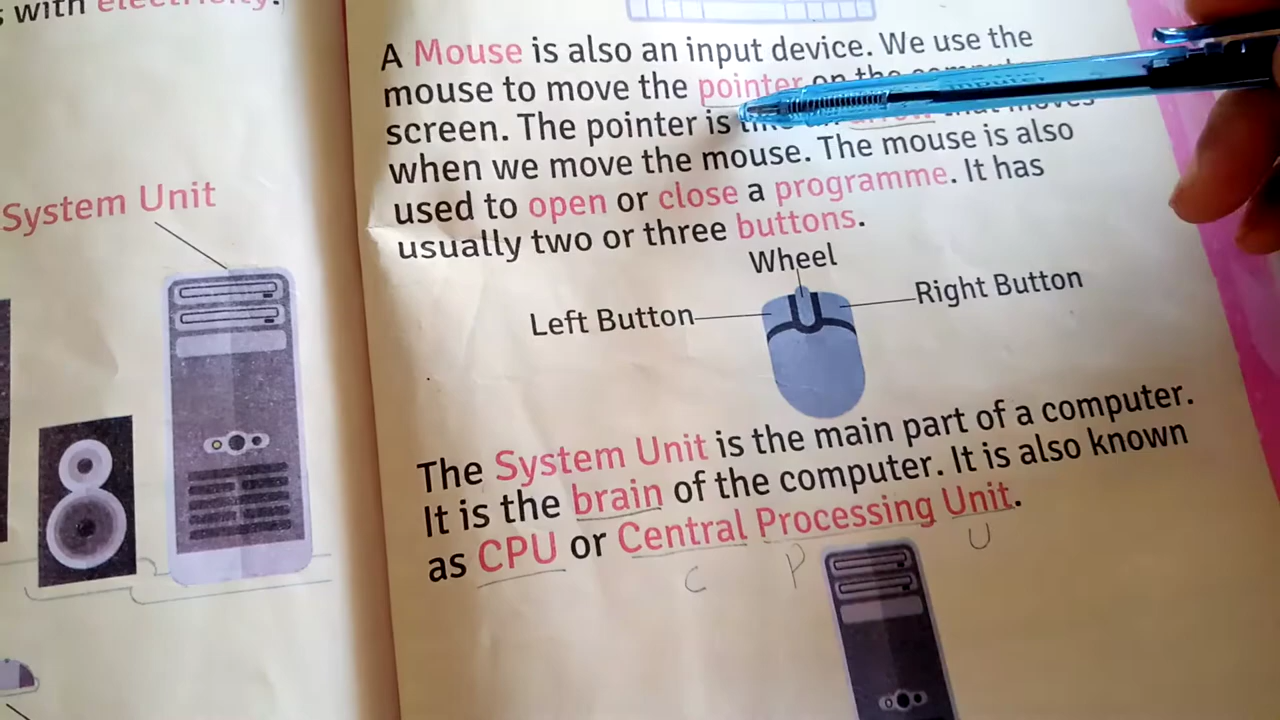 with electricity.
System Unit
A Mouse is also an input device. We use the
mouse to move the pointer on the
screen. The pointer is
when we move the mouse. The mouse is also
used to open or close a programme. It has
usually two or three buttons.
Wheel
Left Button
Right Button
The System Unit is the main part of a computer.
It is the brain of the computer. It is also known
as CPU or Central Processing Unit.
C P U